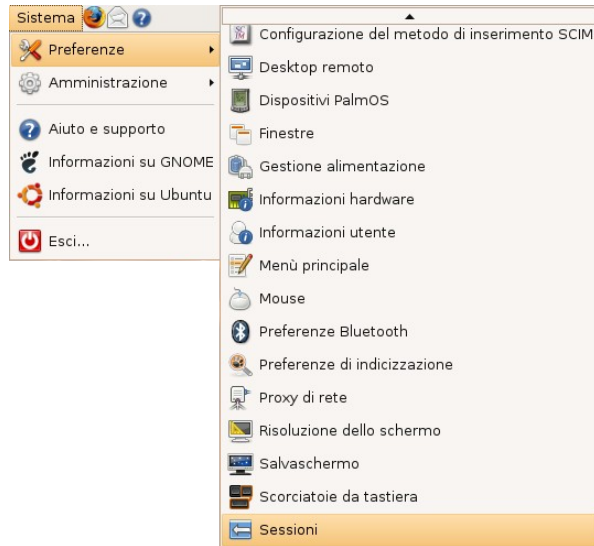 Sistema
Preferenze
Amministrazione
Aiuto e supporto
Informazioni su GNOME
Informazioni su Ubuntu
Esci...
Configurazione del metodo di inserimento SCIM
Desktop remoto
Dispositivi PalmOS
Finestre
Gestione alimentazione
Informazioni hardware
Informazioni utente
Menù principale
Mouse
Preferenze Bluetooth
Preferenze di indicizzazione
Proxy di rete
Risoluzione dello schermo
Salvaschermo
Scorciatoie da tastiera
Sessioni